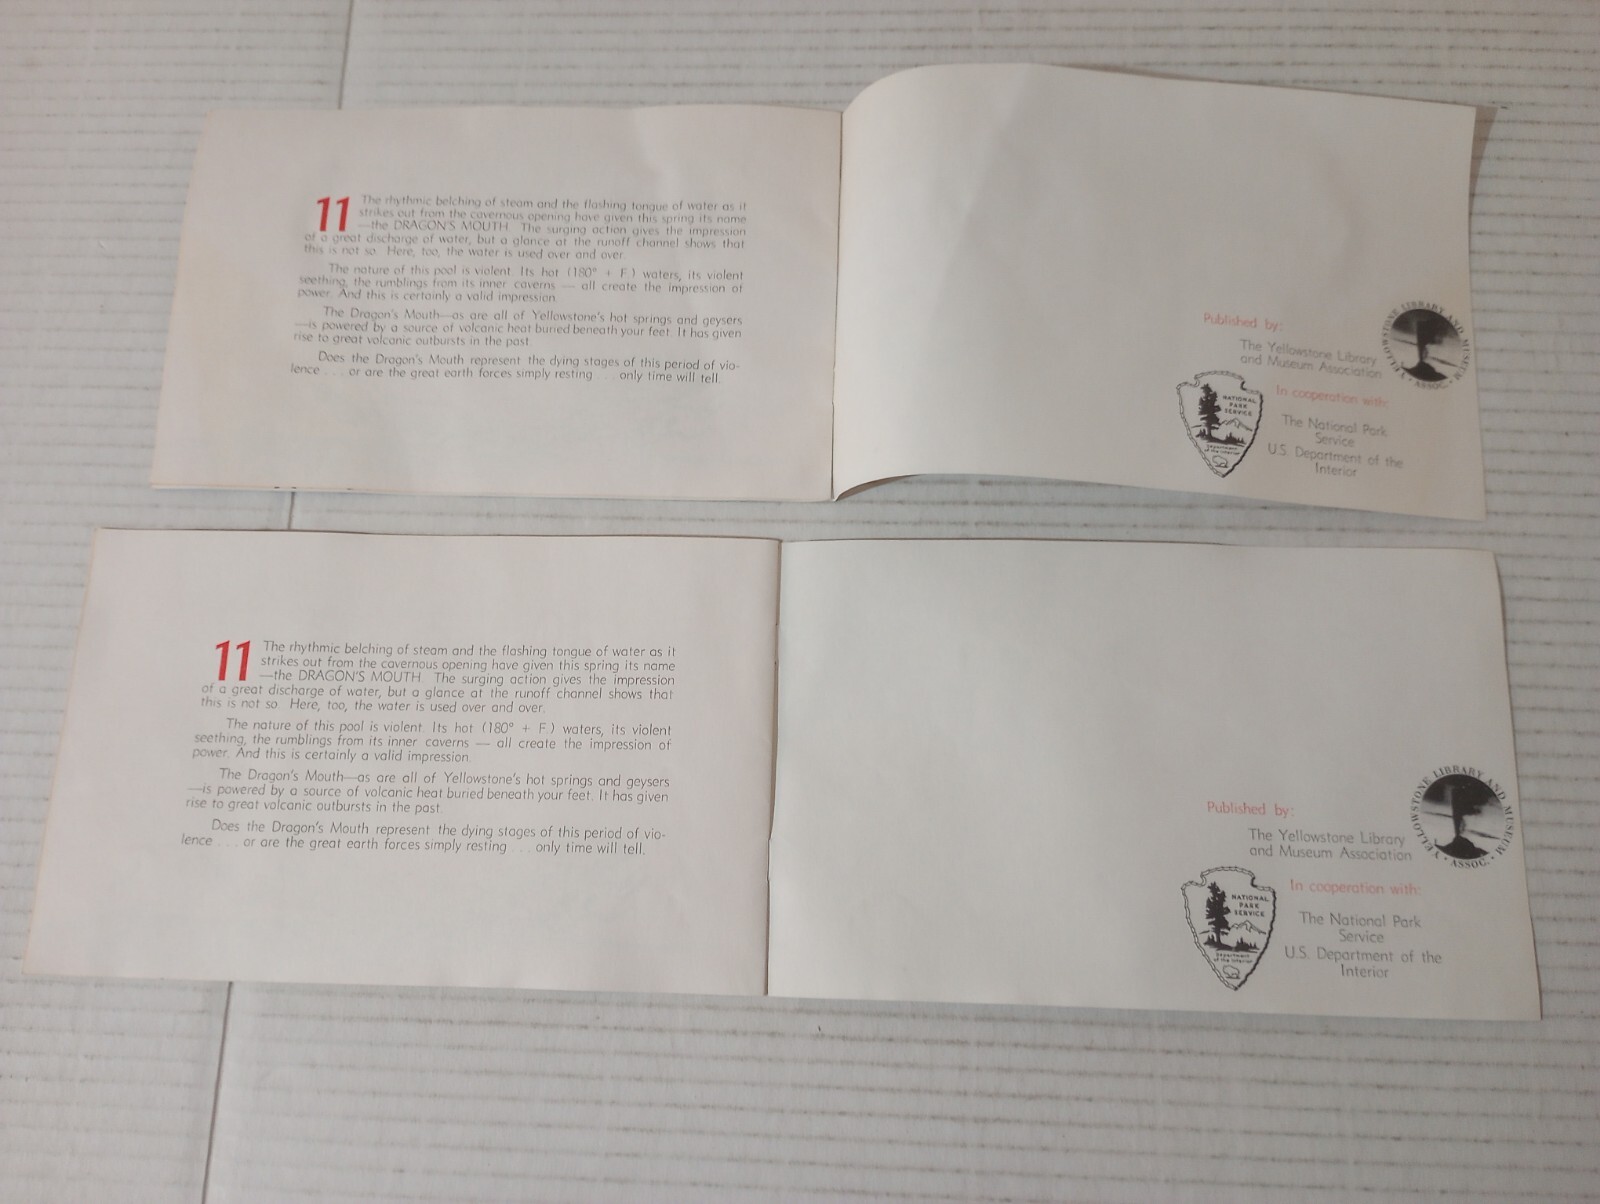 11 The rhythmic belching of steam and the flashing tongue of water as it
strikes out from the cavernous opening have given this spring its name
—the DRAGON'S MOUTH. The surging action gives the impression
of a great discharge of water, but a glance at the runoff channel shows that
this is not so. Here, too, the water is used over and over.
The nature of this pool is violent. Its hot (180° + F.) waters, its violent
seething, the rumblings from its inner caverns — all create the impression of
power. And this is certainly a valid impression.
The Dragon's Mouth—as are all of Yellowstone's hot springs and geysers
—is powered by a source of volcanic heat buried beneath your feet. It has given
rise to great volcanic outbursts in the past.
Does the Dragon's Mouth represent the dying stages of this period of vio-
lence . . . or are the great earth forces simply resting . . . only time will tell.
Published by:
The Yellowstone Library
and Museum Association
YELLOWSTONE LIBRARY AND MUSEUM • ASSOC. •
In cooperation with:
The National Park
Service
U.S. Department of the
Interior
NATIONAL
PARK
SERVICE
Department
of the Interior
11 The rhythmic belching of steam and the flashing tongue of water as it
strikes out from the cavernous opening have given this spring its name
—the DRAGON'S MOUTH. The surging action gives the impression
of a great discharge of water, but a glance at the runoff channel shows that
this is not so. Here, too, the water is used over and over.
The nature of this pool is violent. Its hot (180° + F.) waters, its violent
seething, the rumblings from its inner caverns — all create the impression of
power. And this is certainly a valid impression.
The Dragon's Mouth—as are all of Yellowstone's hot springs and geysers
—is powered by a source of volcanic heat buried beneath your feet. It has given
rise to great volcanic outbursts in the past.
Does the Dragon's Mouth represent the dying stages of this period of vio-
lence . . . or are the great earth forces simply resting . . . only time will tell.
Published by:
The Yellowstone Library
and Museum Association
YELLOWSTONE LIBRARY AND MUSEUM • ASSOC. •
In cooperation with:
The National Park
Service
U.S. Department of the
Interior
NATIONAL
PARK
SERVICE
Department
of the Interior